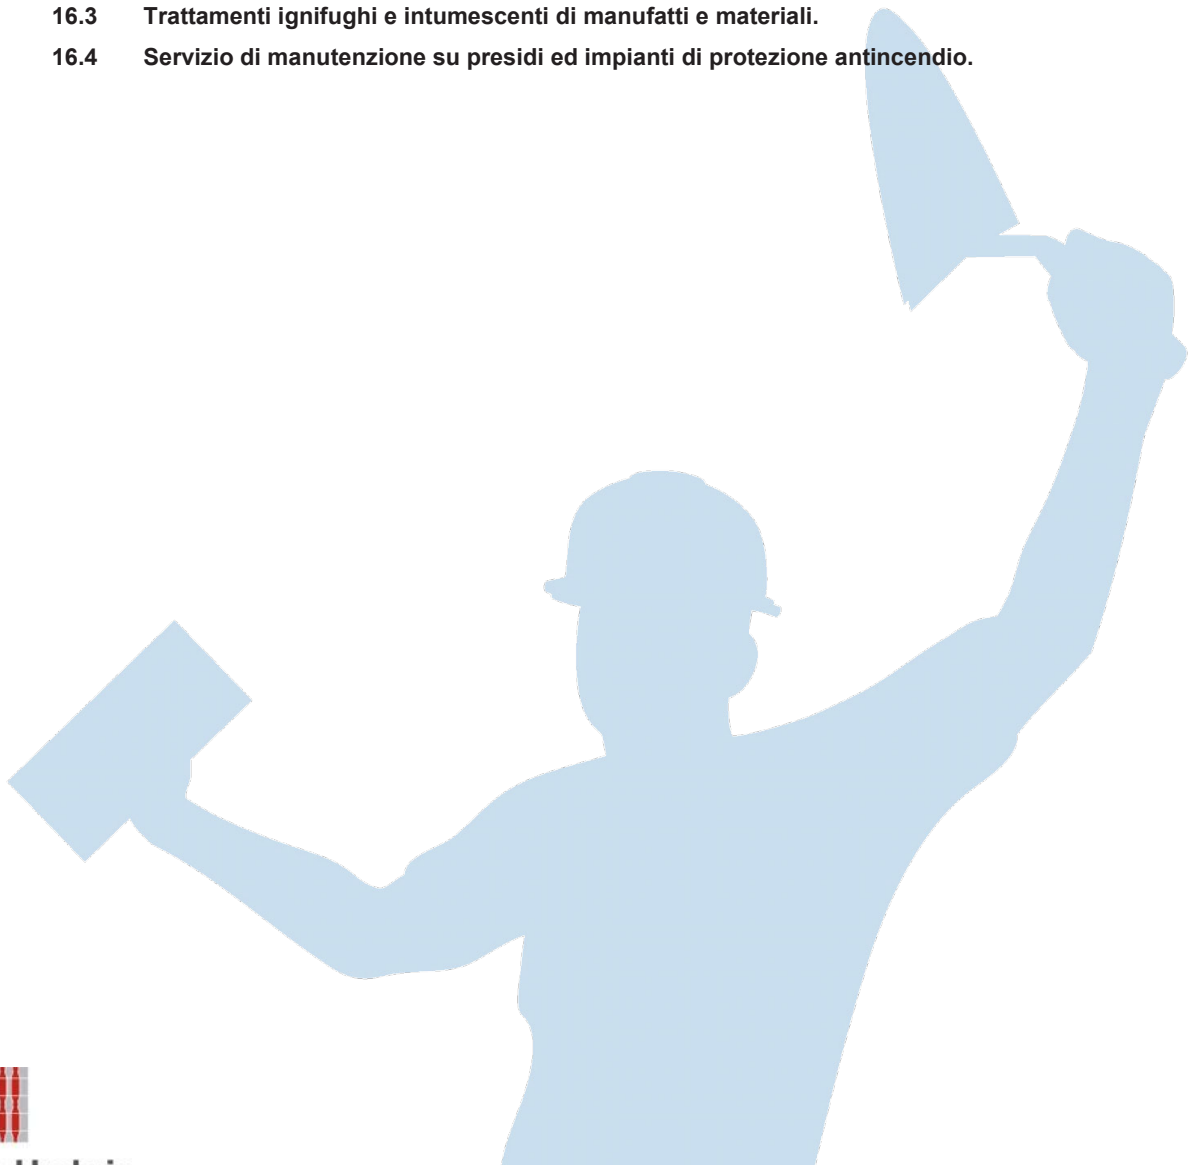 16.3 Trattamenti ignifughi e intumescenti di manufatti e materiali.
16.4 Servizio di manutenzione su presidi ed impianti di protezione antincendio.